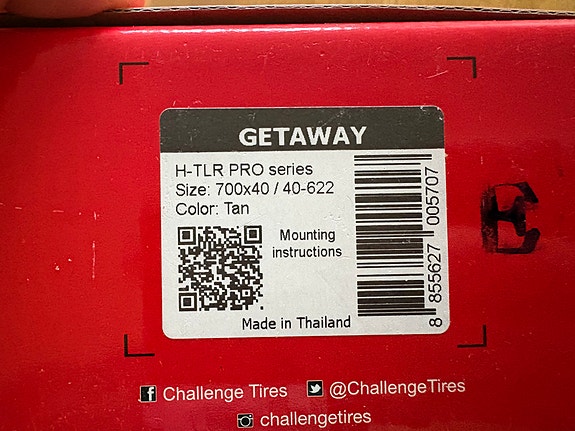 GETAWAY
H-TLR PRO series
Size: 700x40 / 40-622
Color: Tan
Mounting
instructions
8 855627 005707
Made in Thailand
E
Challenge Tires @ChallengeTires
challengetires